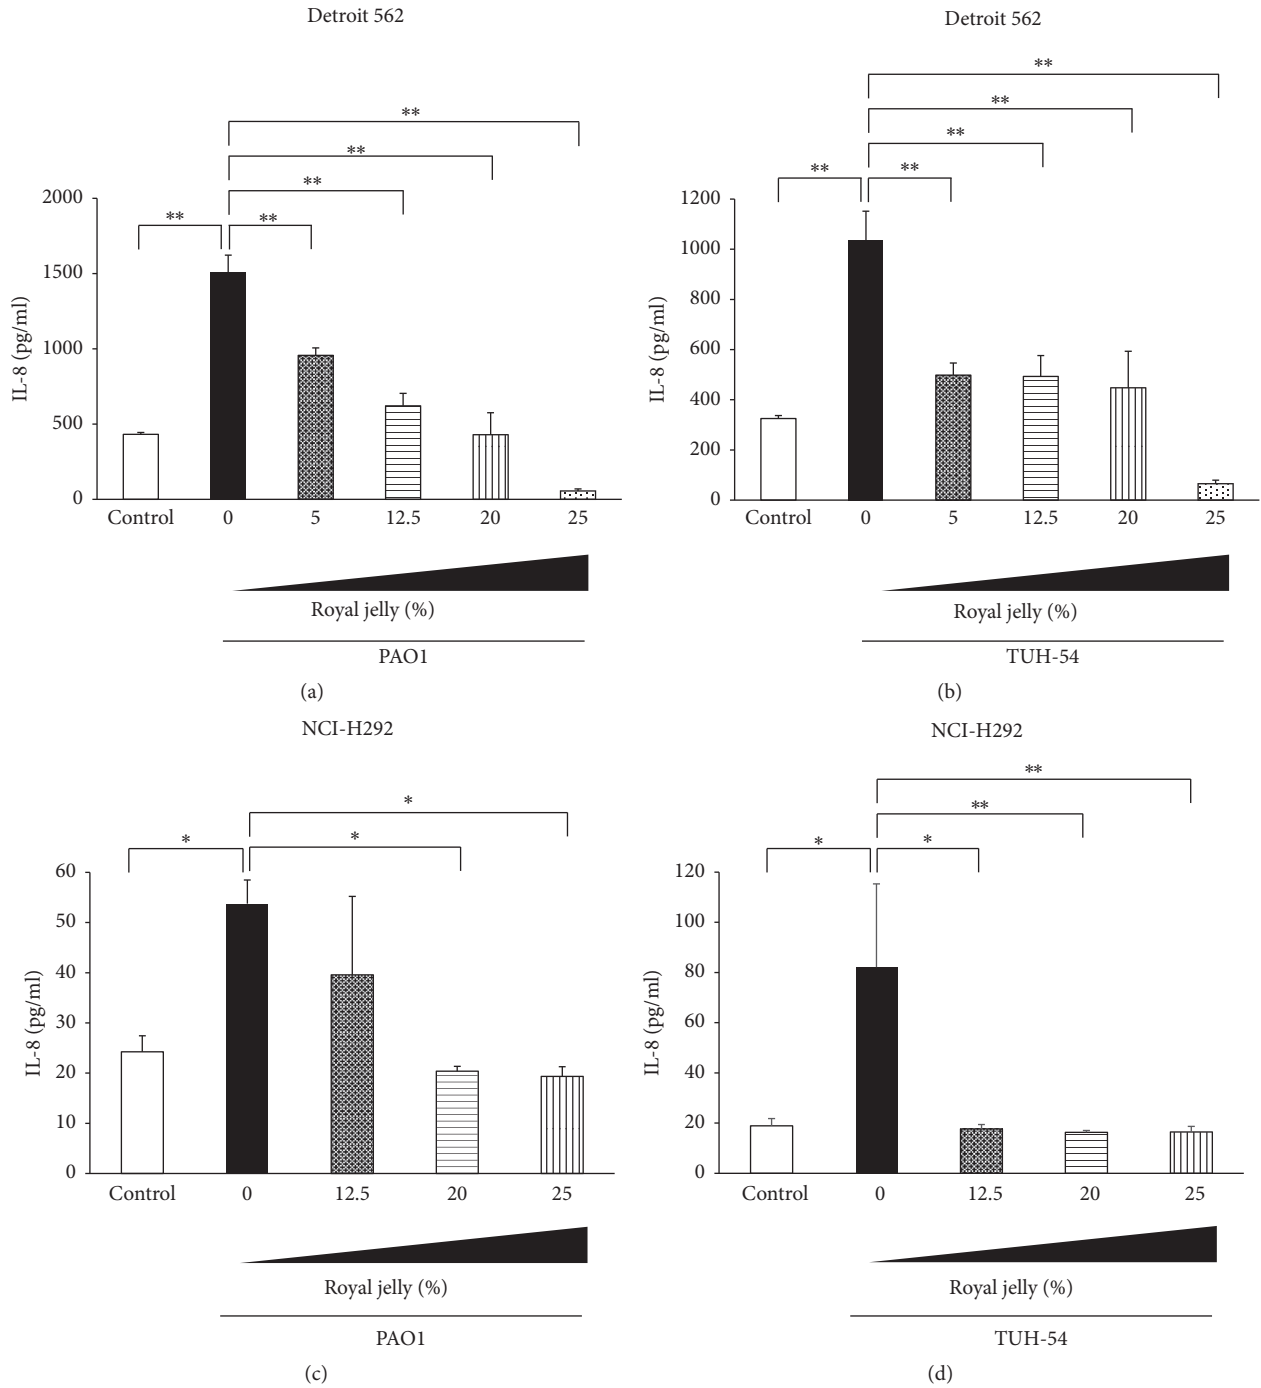 Detroit 562
**
**
**
**
**
2000
1500
1000
500
0
IL-8 (pg/ml)
Control 0 5 12.5 20 25
Royal jelly (%)
PAO1
(a)
Detroit 562
**
**
**
**
**
1200
1000
800
600
400
200
0
IL-8 (pg/ml)
Control 0 5 12.5 20 25
Royal jelly (%)
TUH-54
(b)
NCI-H292
*
*
*
60
50
40
30
20
10
0
IL-8 (pg/ml)
Control 0 12.5 20 25
Royal jelly (%)
PAO1
(c)
NCI-H292
**
**
*
*
120
100
80
60
40
20
0
IL-8 (pg/ml)
Control 0 12.5 20 25
Royal jelly (%)
TUH-54
(d)